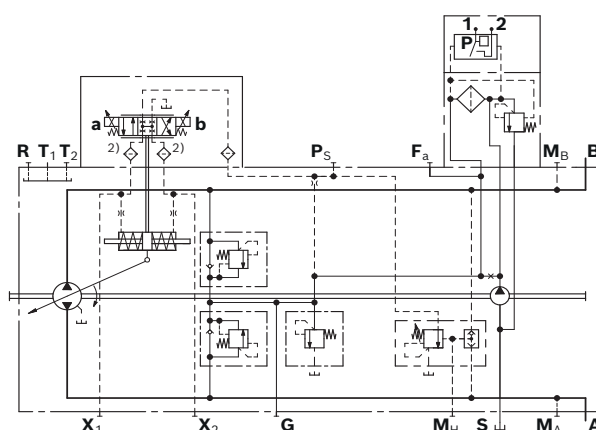 1 2
P
a b
2) 2)
R T1 T2 PS Fa MB B
X1 X2 G MH S MA A